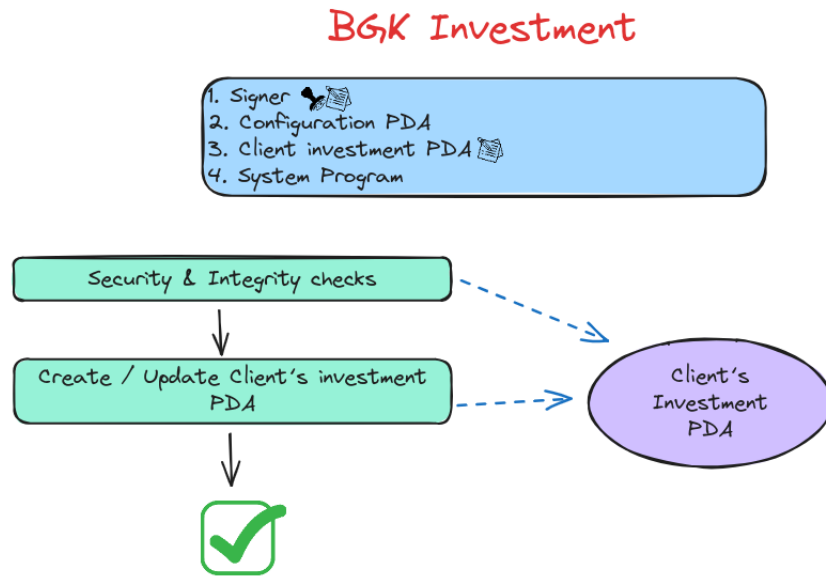 BGK Investment
1. Signer
2. Configuration PDA
3. Client investment PDA
4. System Program
Security & Integrity checks
Create / Update Client's investment
PDA
Client's
Investment
PDA